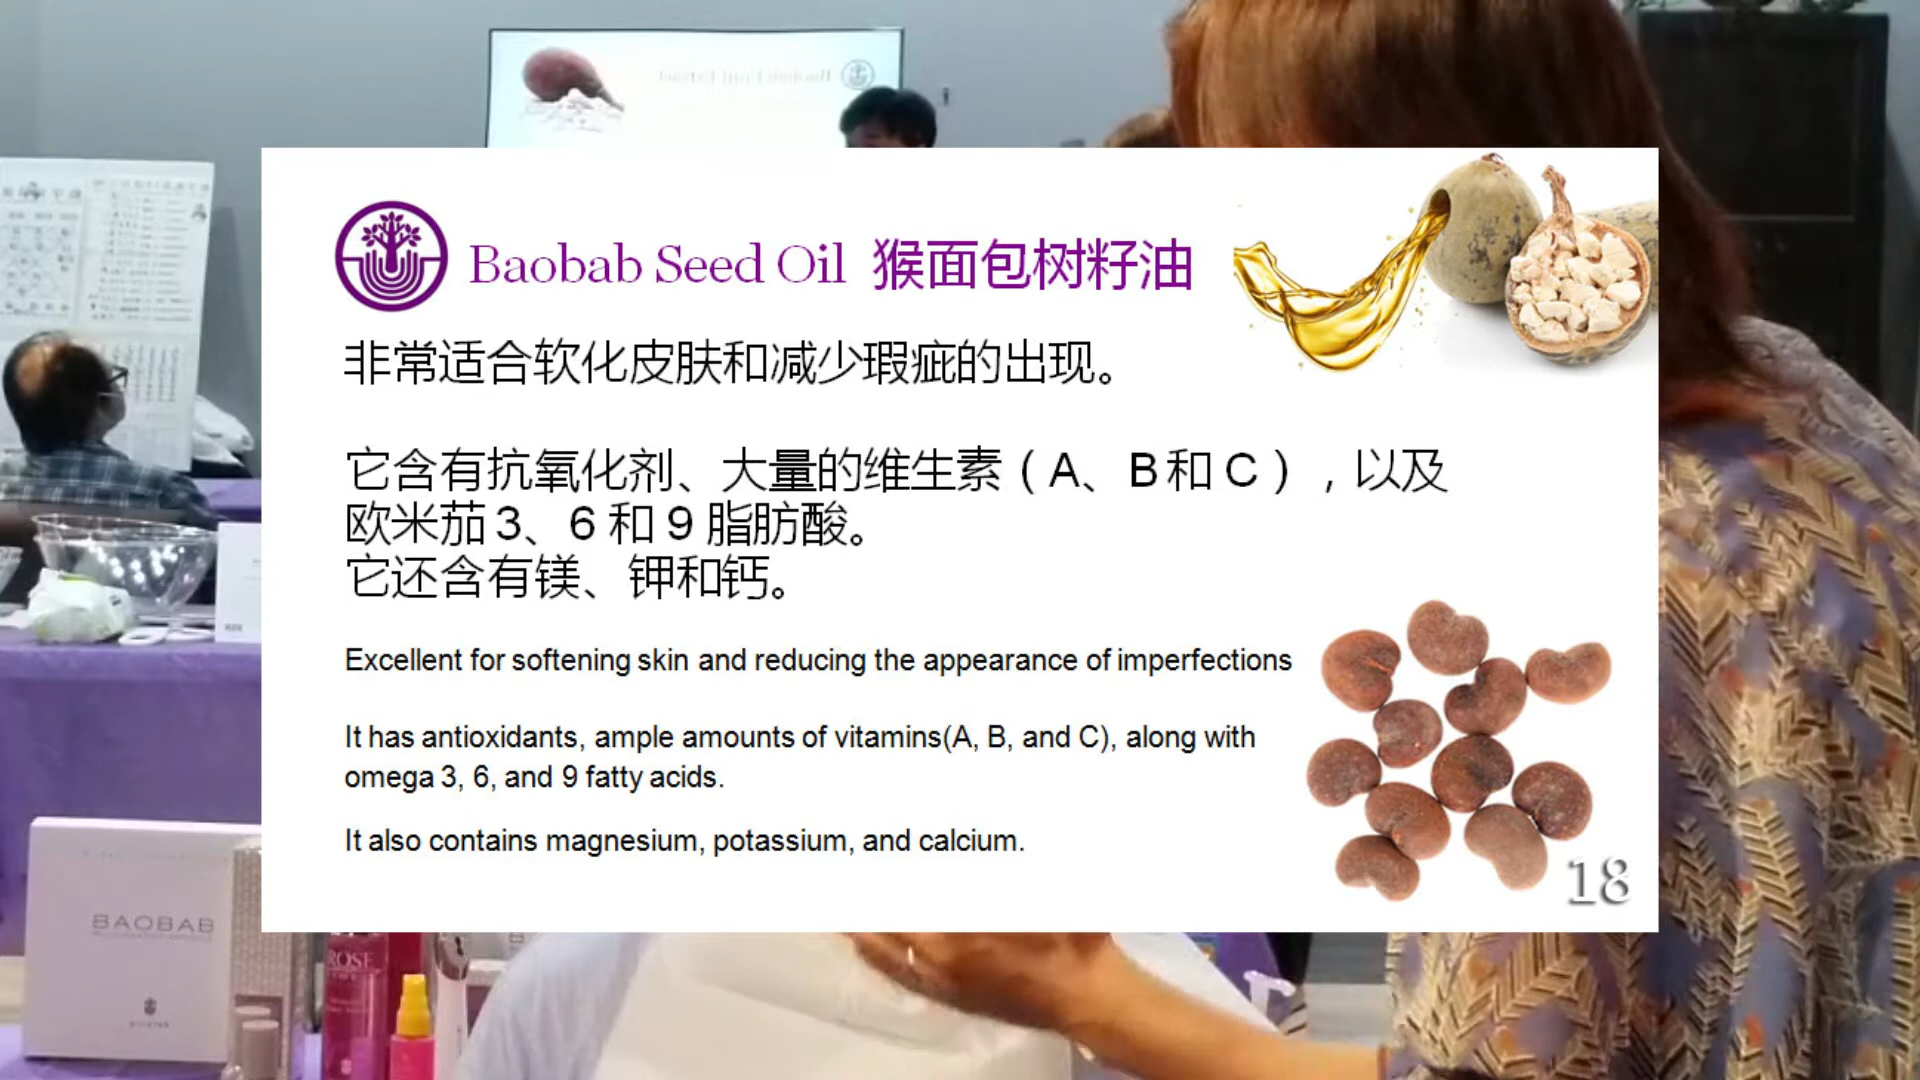 Baobab Seed Oil 猴面包树籽油
非常适合软化皮肤和减少瑕疵的出现。
它含有抗氧化剂、大量的维生素（A、B和 C），以及
欧米茄 3、6 和 9 脂肪酸。
它还含有镁、钾和钙。
Excellent for softening skin and reducing the appearance of imperfections
It has antioxidants, ample amounts of vitamins(A, B, and C), along with
omega 3, 6, and 9 fatty acids.
It also contains magnesium, potassium, and calcium.
18
BAOBAB
ROSE